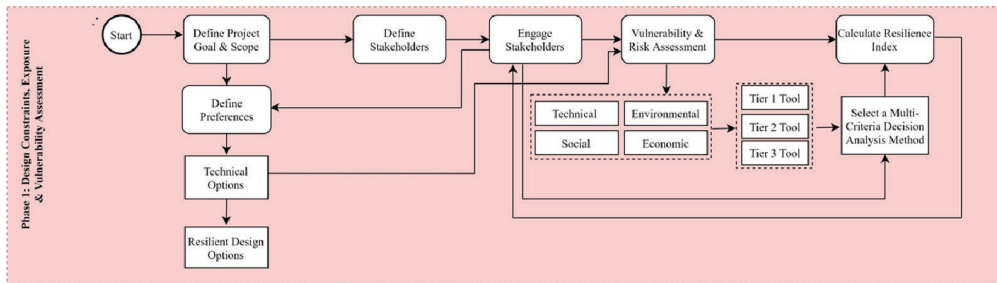 Phase 1: Design Constraints, Exposure
& Vulnerability Assessment
Start
Define Project
Goal & Scope
Define
Stakeholders
Engage
Stakeholders
Vulnerability &
Risk Assessment
Calculate Resilience
Index
Define
Preferences
Technical
Environmental
Social
Economic
Tier 1 Tool
Tier 2 Tool
Tier 3 Tool
Select a Multi-
Criteria Decision
Analysis Method
Technical
Options
Resilient Design
Options